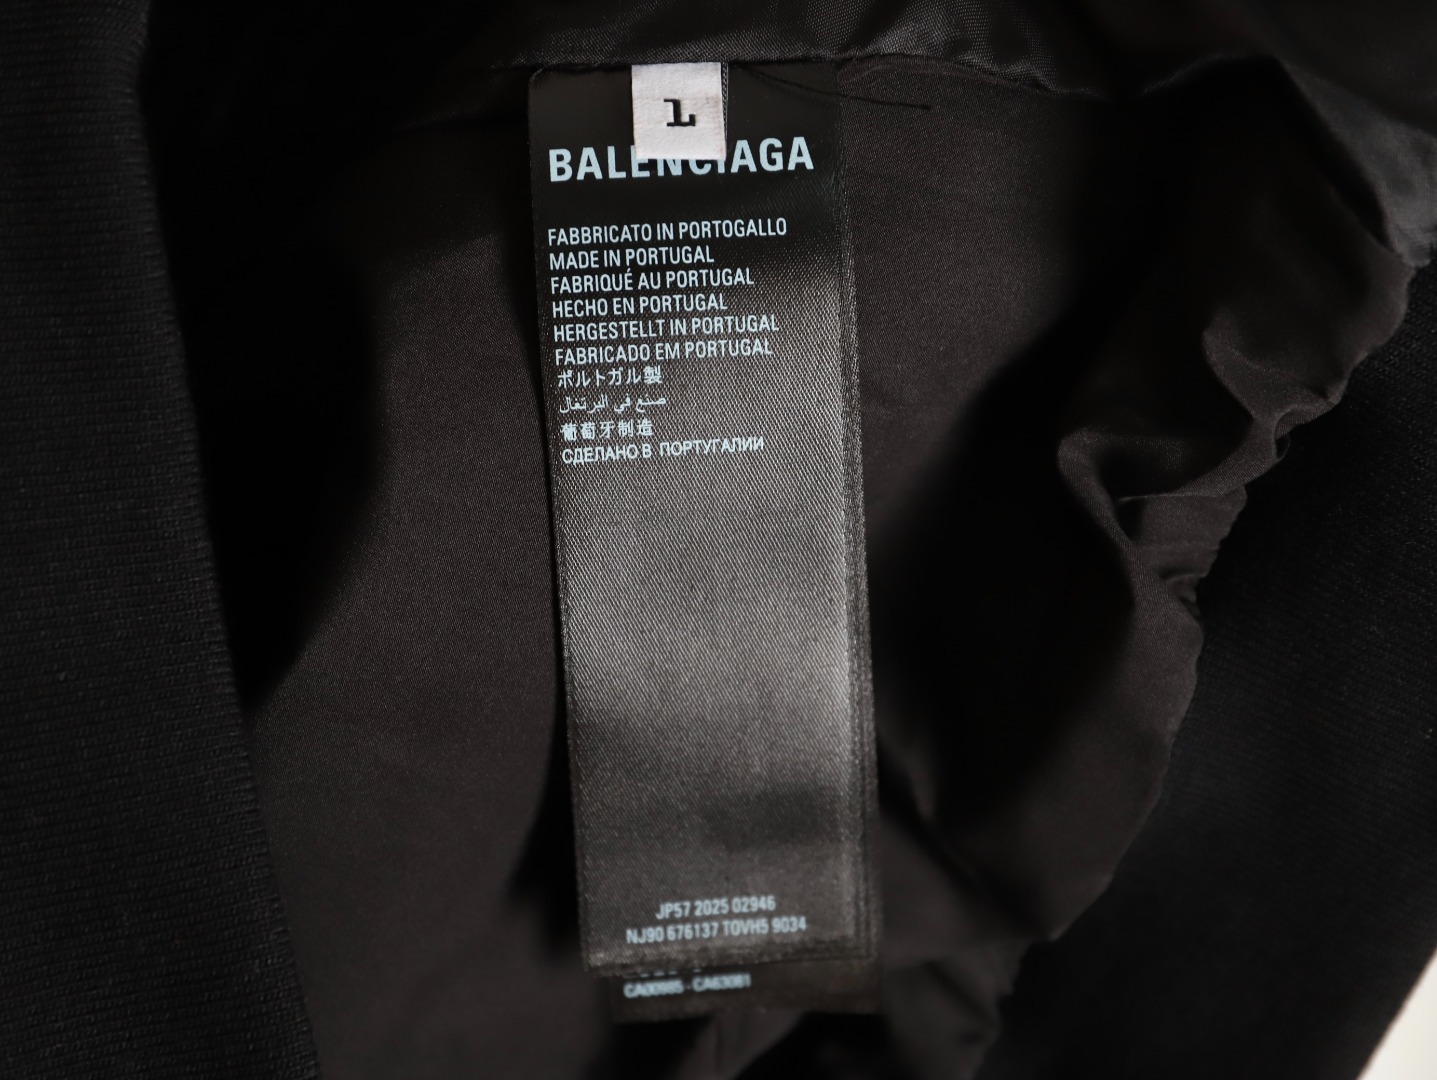 L
BALENCIAGA
FABBRICATO IN PORTOGALLO
MADE IN PORTUGAL
FABRIQUÉ AU PORTUGAL
HECHO EN PORTUGAL
HERGESTELLT IN PORTUGAL
FABRICADO EM PORTUGAL
ポルトガル製
صنع في البرتغال
葡萄牙制造
СДЕЛАНО В ПОРТУГАЛИИ
JP57 2025 02946
NJ90 676137 TOVH5 9034
CA00985 - CA63081